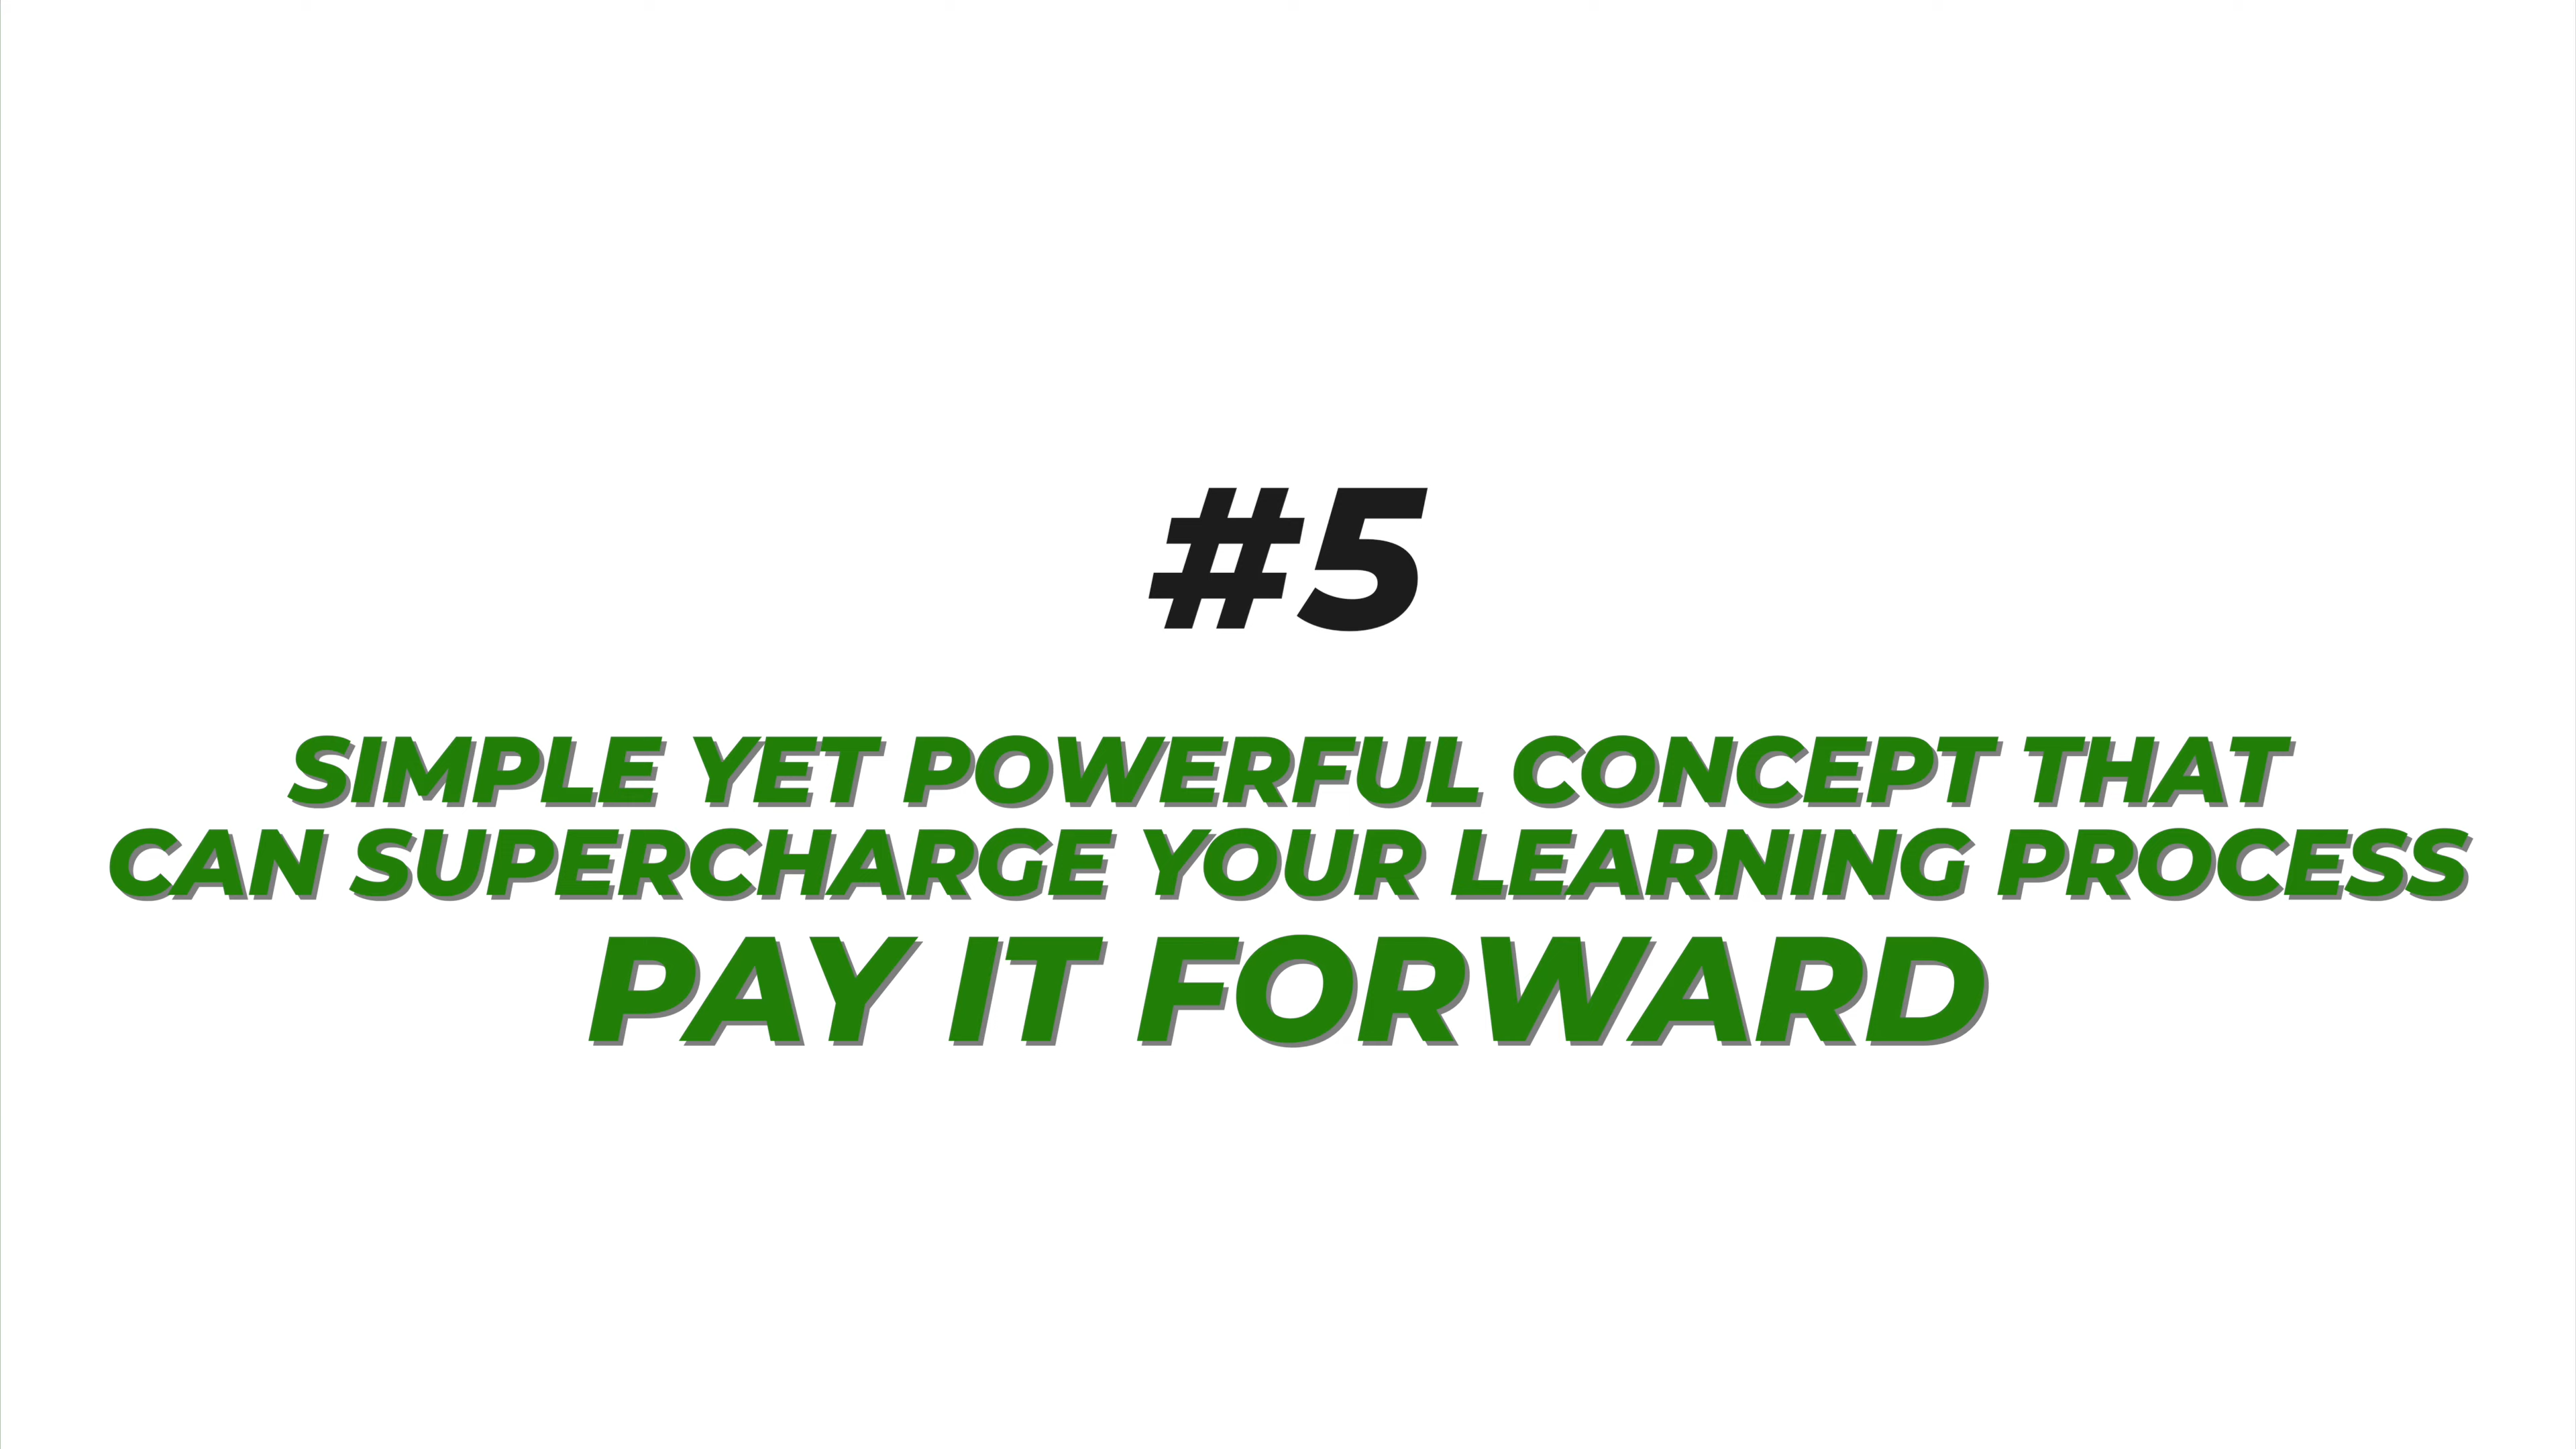 #5
SIMPLE YET POWERFUL CONCEPT THAT
CAN SUPERCHARGE YOUR LEARNING PROCESS
PAY IT FORWARD